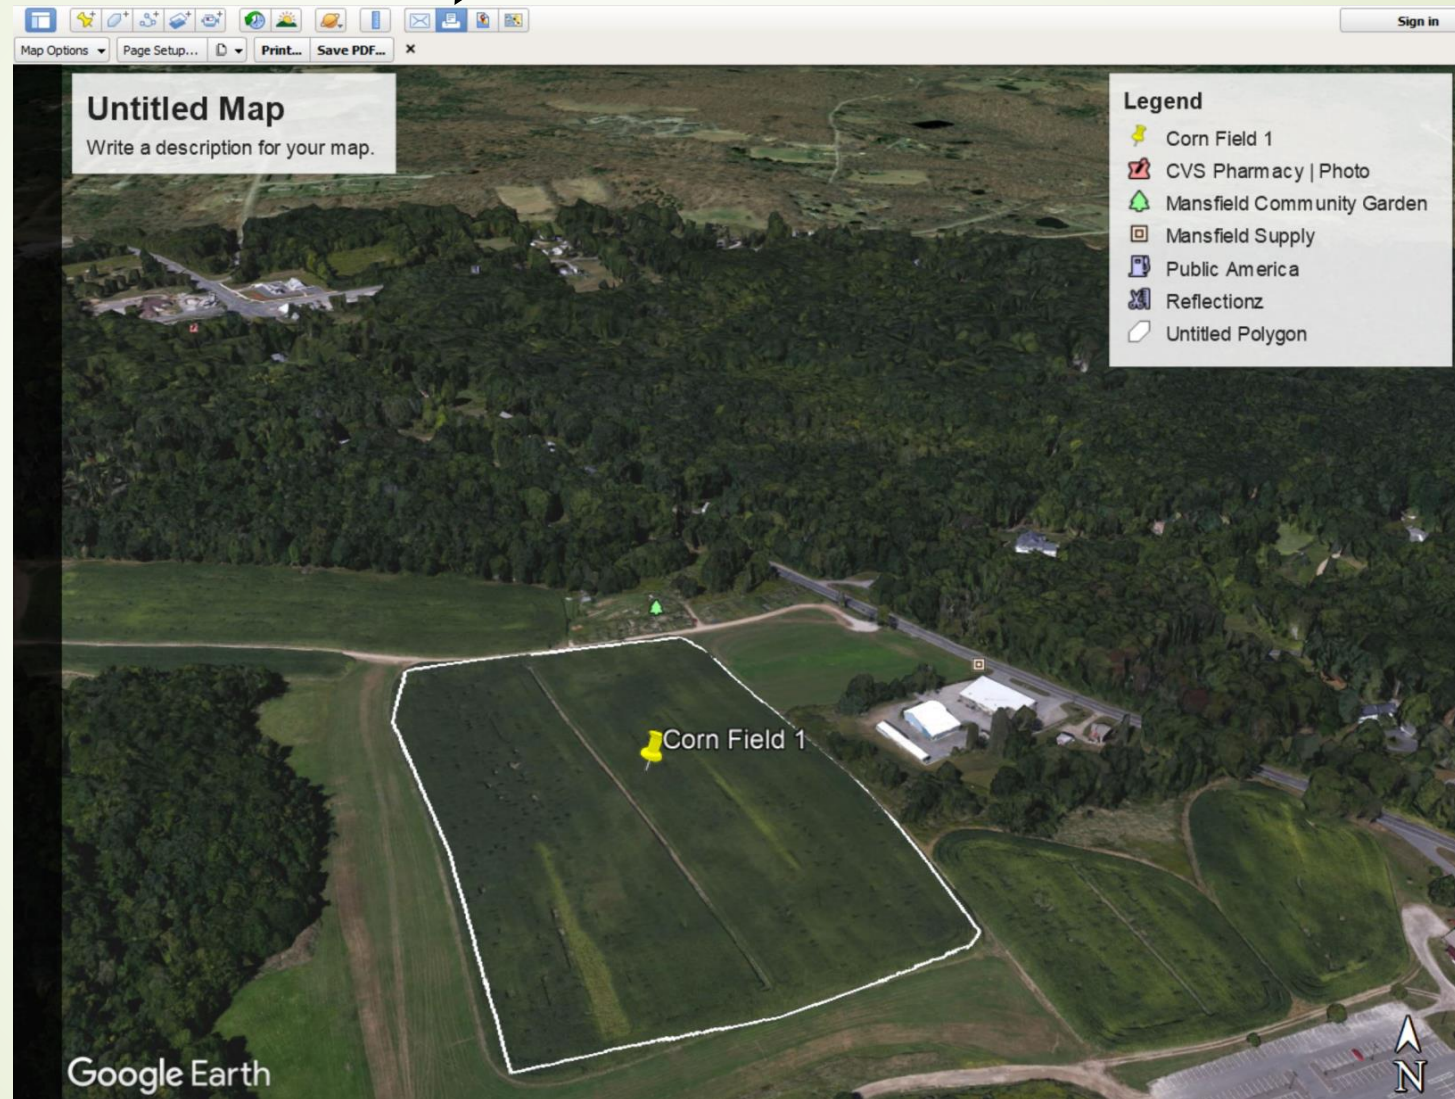 Sign in
Map Options
Page Setup...
Print...
Save PDF...
Untitled Map
Write a description for your map.
Legend
Corn Field 1
CVS Pharmacy | Photo
Mansfield Community Garden
Mansfield Supply
Public America
Reflectionz
Untitled Polygon
Corn Field 1
Google Earth
N